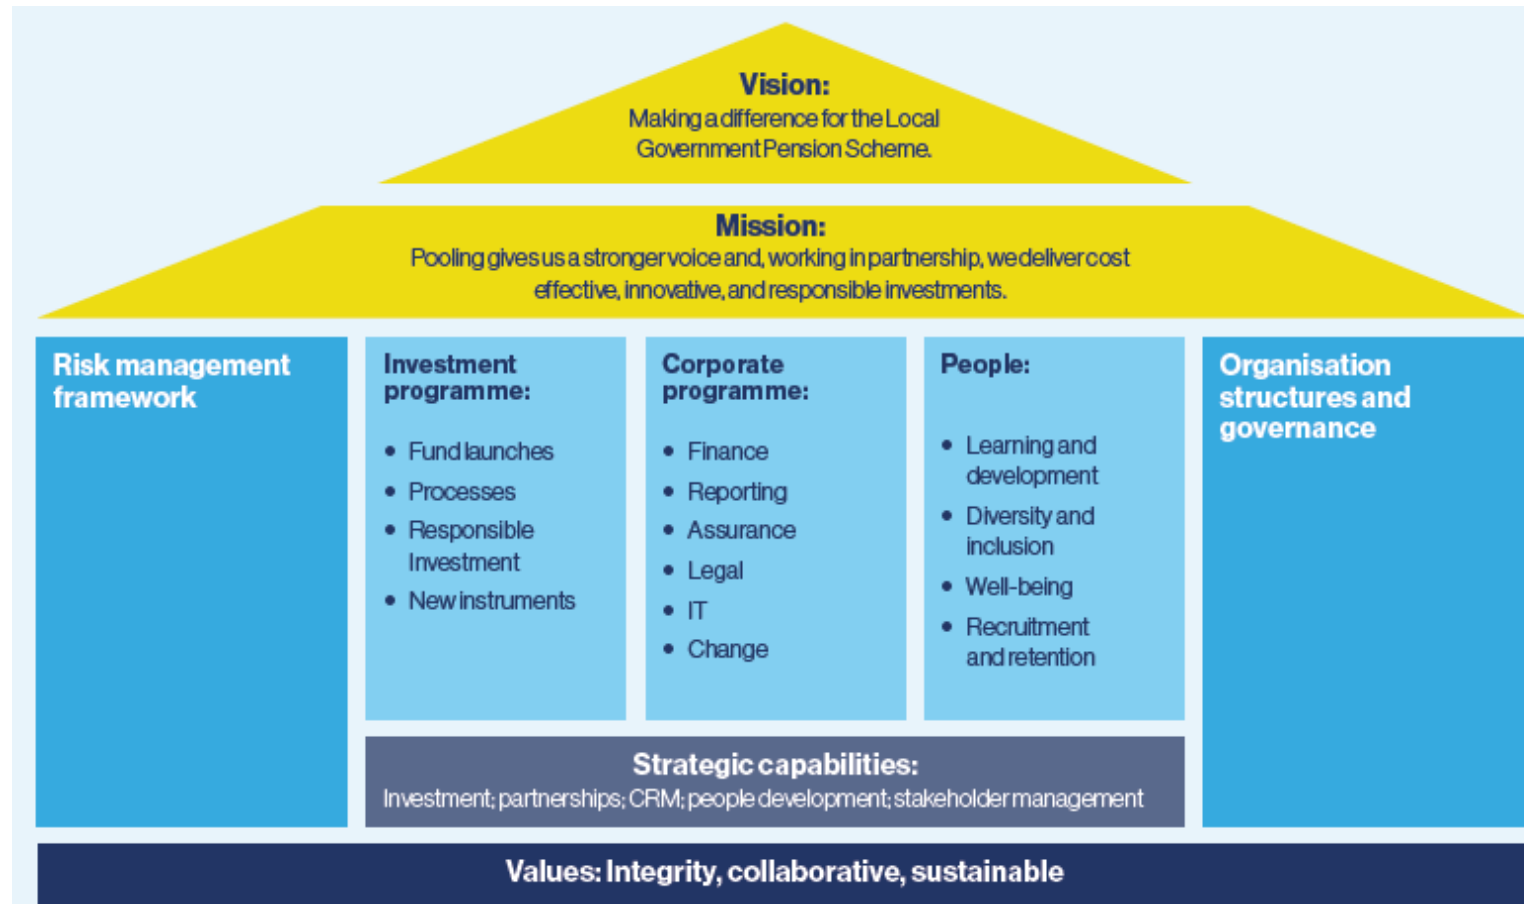 Vision:
Making a difference for the Local
Government Pension Scheme.
Mission:
Pooling gives us a stronger voice and, working in partnership, we deliver cost
effective, innovative, and responsible investments.
Risk management
framework
Investment
programme:
• Fund launches
• Processes
• Responsible
Investment
• New instruments
Corporate
programme:
• Finance
• Reporting
• Assurance
• Legal
• IT
• Change
People:
• Learning and
development
• Diversity and
inclusion
• Well-being
• Recruitment
and retention
Organisation
structures and
governance
Strategic capabilities:
Investment; partnerships; CRM; people development; stakeholder management
Values: Integrity, collaborative, sustainable